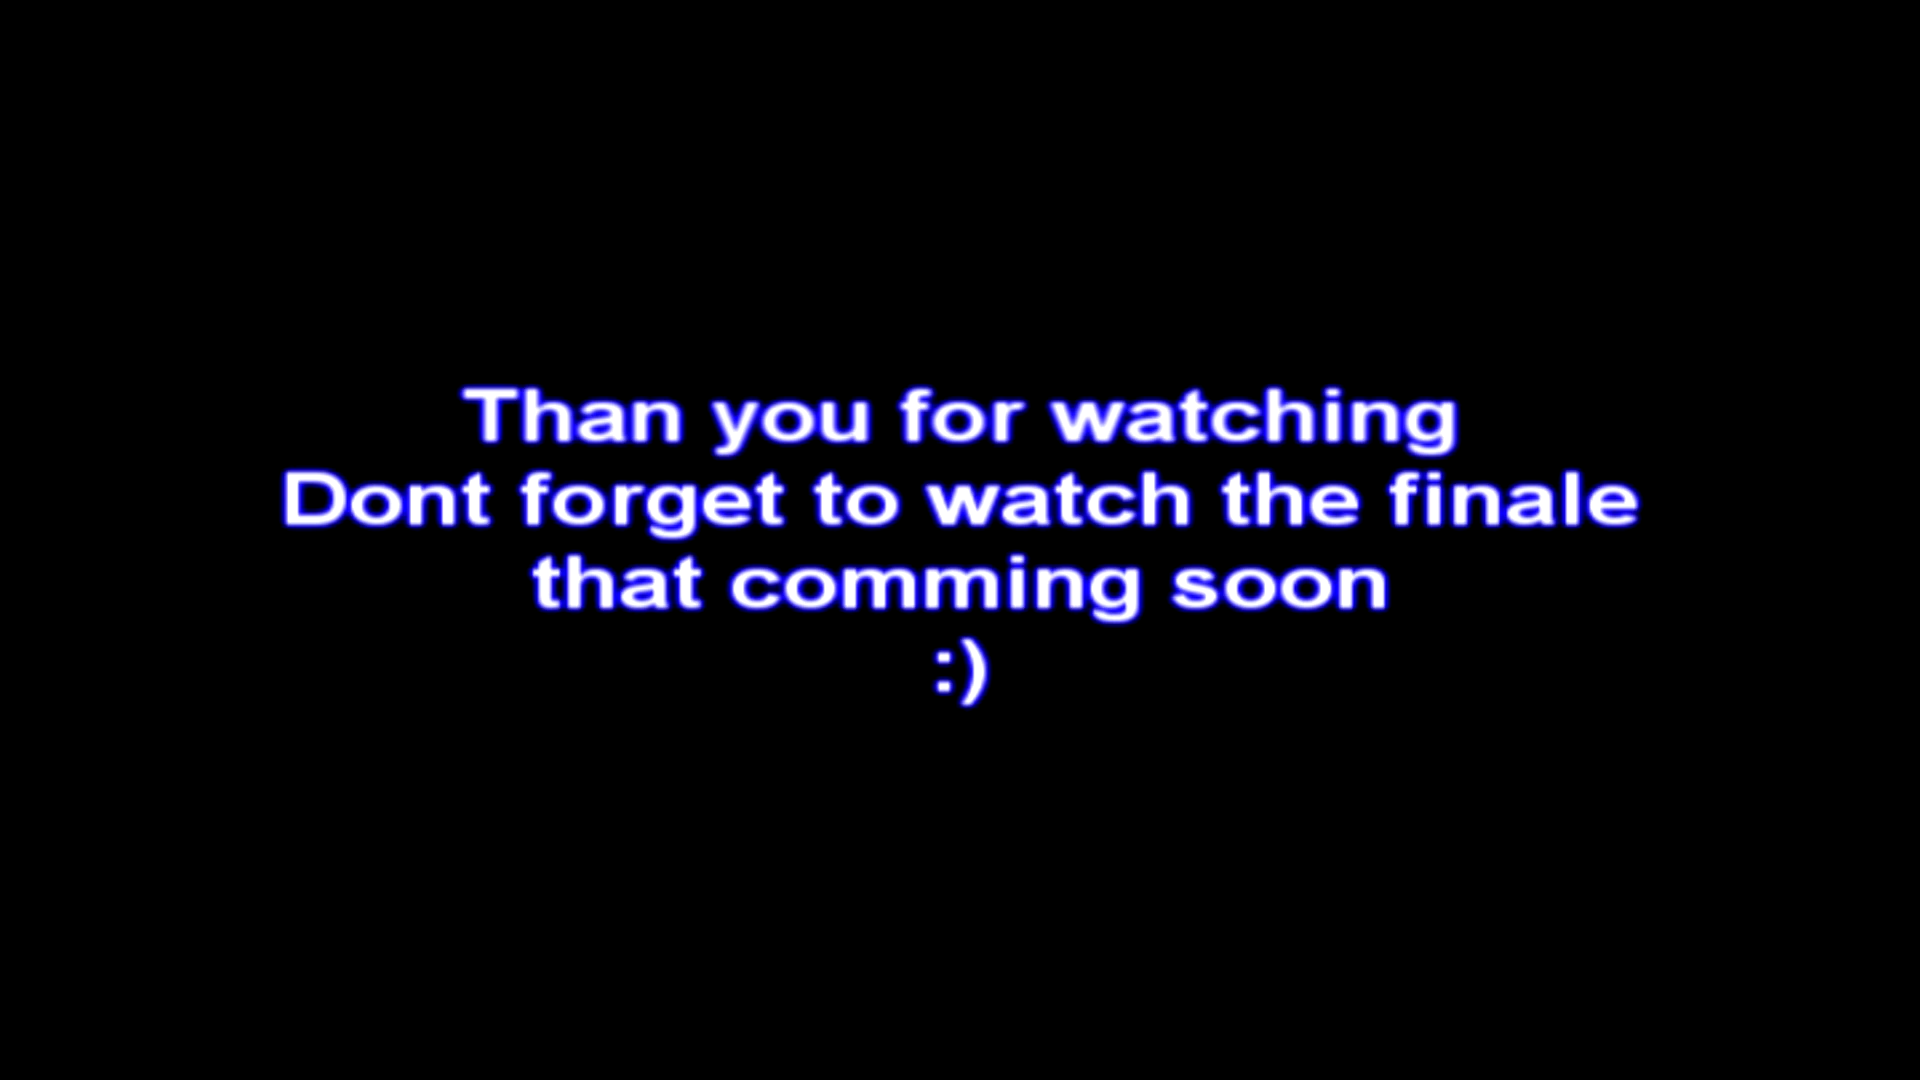 Than you for watching
Dont forget to watch the finale
that comming soon
:)